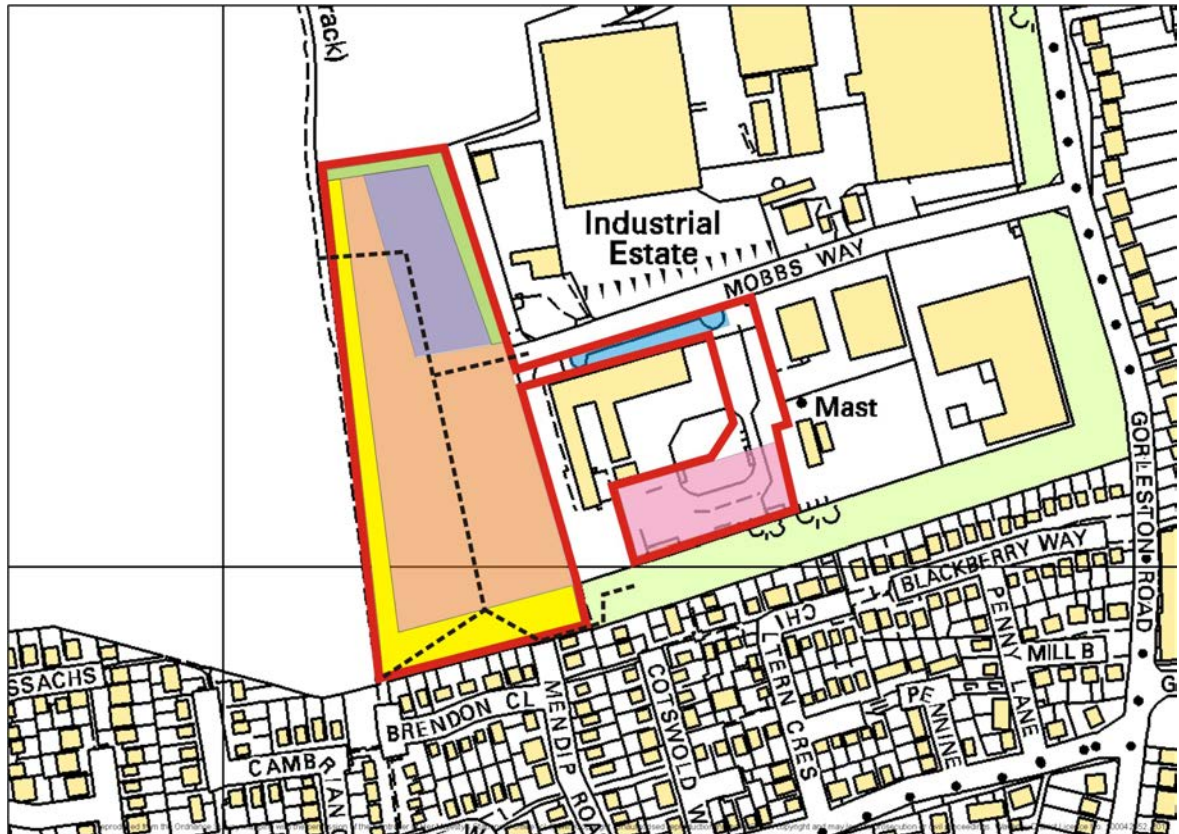 rack)
Industrial
Estate
MOBBS WAY
Mast
GORLESTON ROAD
BLACKBERRY WAY
PENNY LANE
CHILTERN CRES
MILL B
G
SSACHS
BRENDON CL
MENDIP ROA
COTSWOLD W
PENNINE
CAMBRIAN